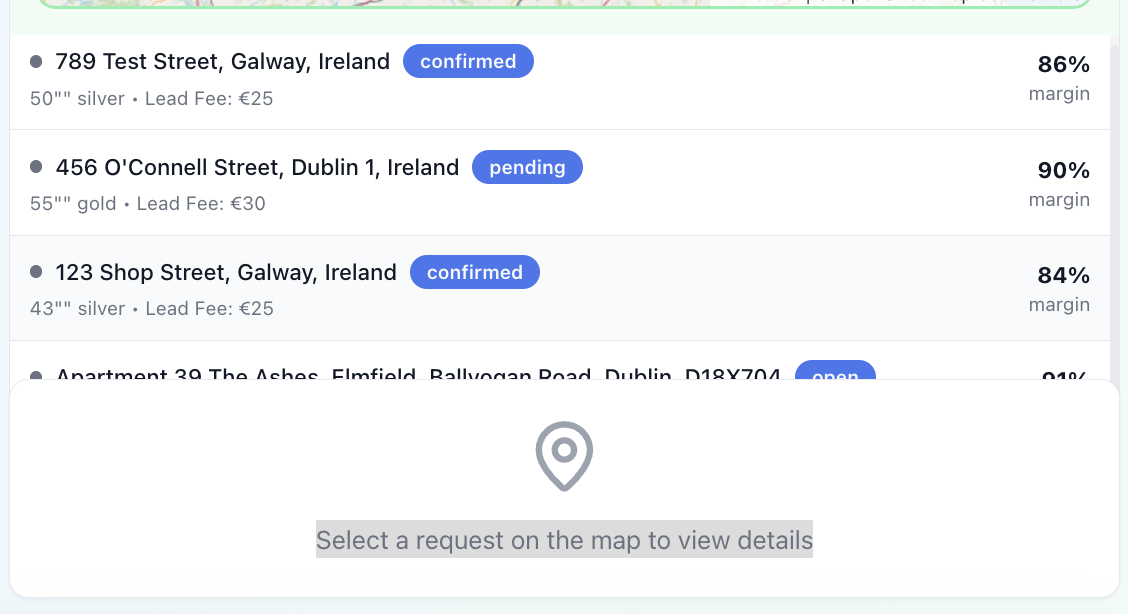 789 Test Street, Galway, Ireland confirmed 86%
50"" silver • Lead Fee: €25 margin
456 O'Connell Street, Dublin 1, Ireland pending 90%
55"" gold • Lead Fee: €30 margin
123 Shop Street, Galway, Ireland confirmed 84%
43"" silver • Lead Fee: €25 margin
Apartment 39 The Ashes, Elmfield, Ballyogan Road, Dublin, D18X704 open 91%
Select a request on the map to view details